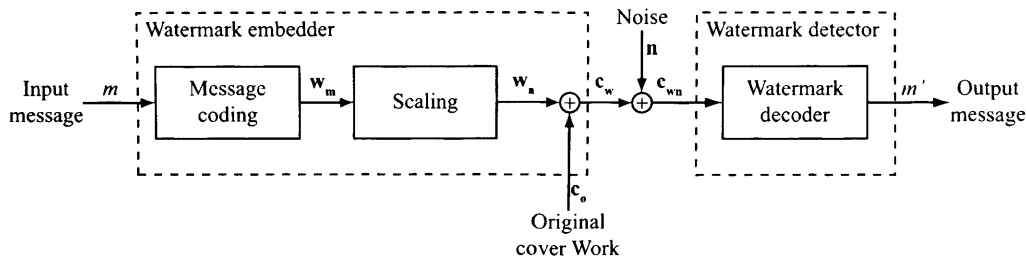 Watermark embedder
Noise
Watermark detector
n
Input
message
m
Message
coding
w_m
Scaling
w_a
+
c_w
+
c_wn
Watermark
decoder
m'
Output
message
c_o
Original
cover Work